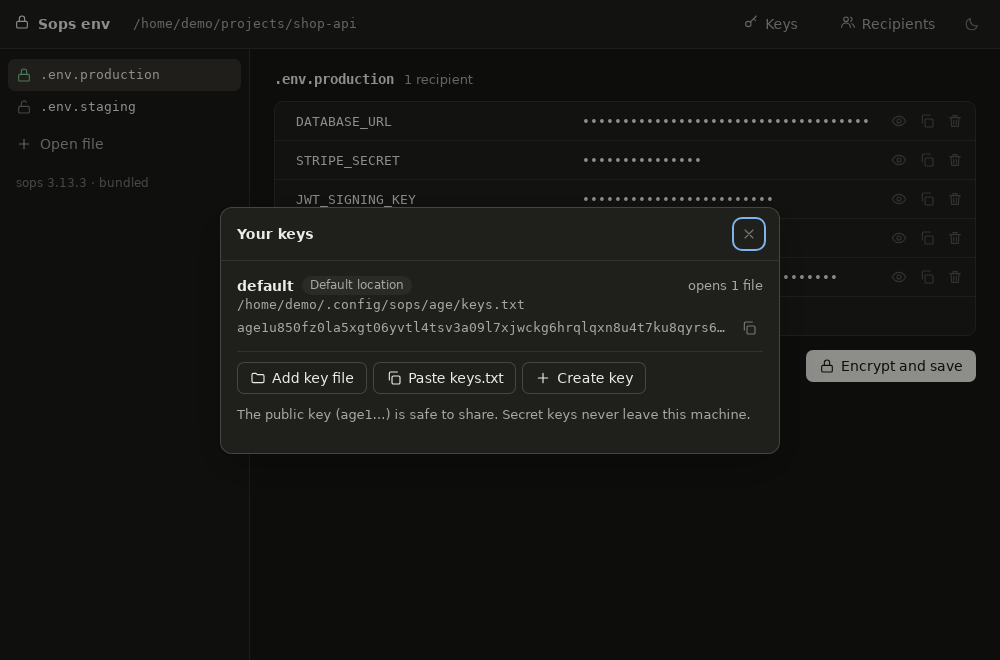 Sops env /home/demo/projects/shop-api Keys Recipients
.env.production
.env.staging
Open file
sops 3.13.3 · bundled
.env.production 1 recipient
DATABASE_URL ••••••••••••••••••••••••••••••••••••
STRIPE_SECRET •••••••••••••••
JWT_SIGNING_KEY ••••••••••••••••••••••••
Your keys
default Default location opens 1 file
/home/demo/.config/sops/age/keys.txt
age1u850fz0la5xgt06yvtl4tsv3a09l7xjwckg6hrqlqxn8u4t7ku8qyrs6…
Add key file Paste keys.txt Create key
The public key (age1…) is safe to share. Secret keys never leave this machine.
Encrypt and save